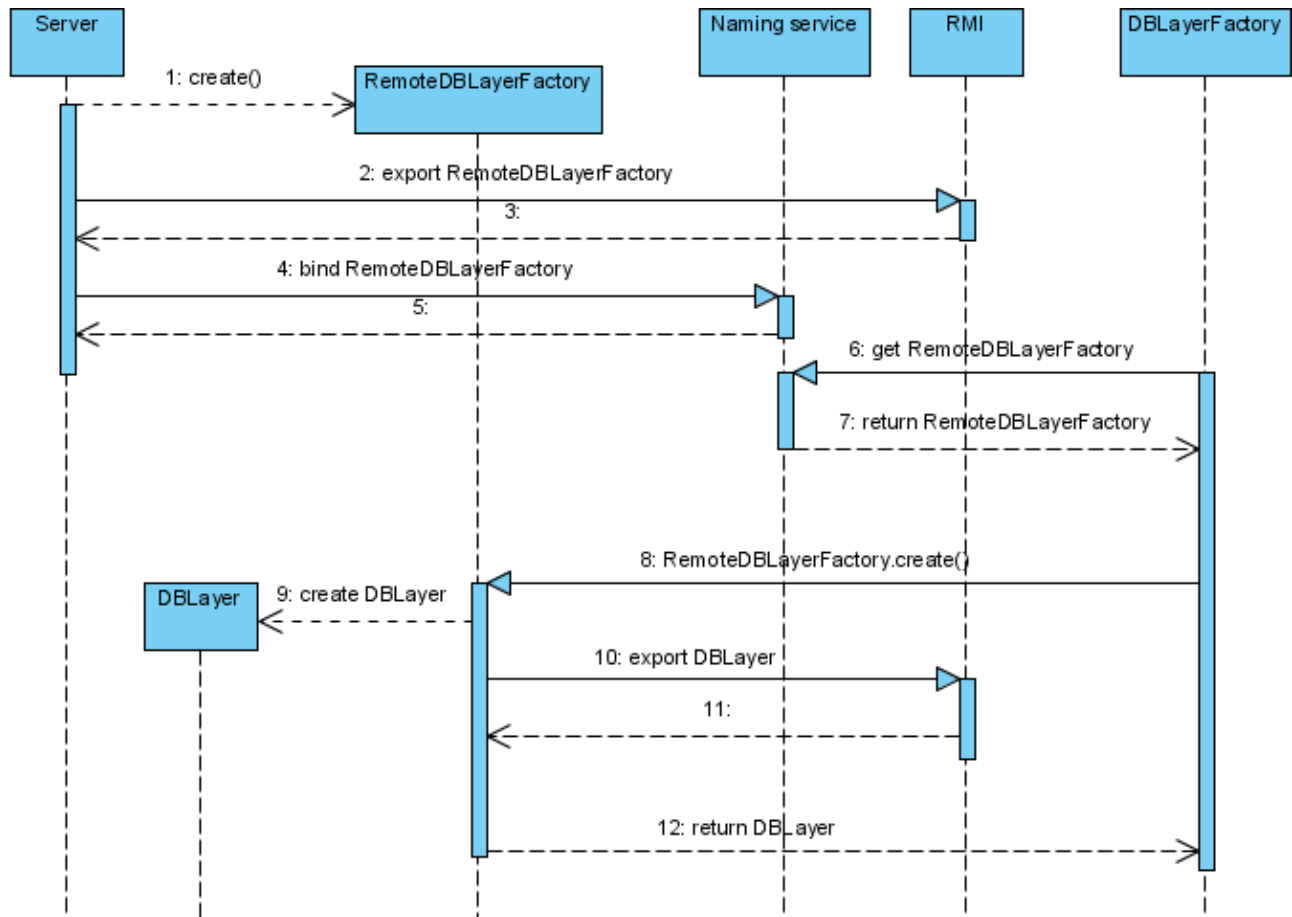 Server
Naming service
RMI
DBLayerFactory
1: create()
RemoteDBLayerFactory
2: export RemoteDBLayerFactory
3:
4: bind RemoteDBLayerFactory
5:
6: get RemoteDBLayerFactory
7: return RemoteDBLayerFactory
8: RemoteDBLayerFactory.create()
DBLayer
9: create DBLayer
10: export DBLayer
11:
12: return DBLayer